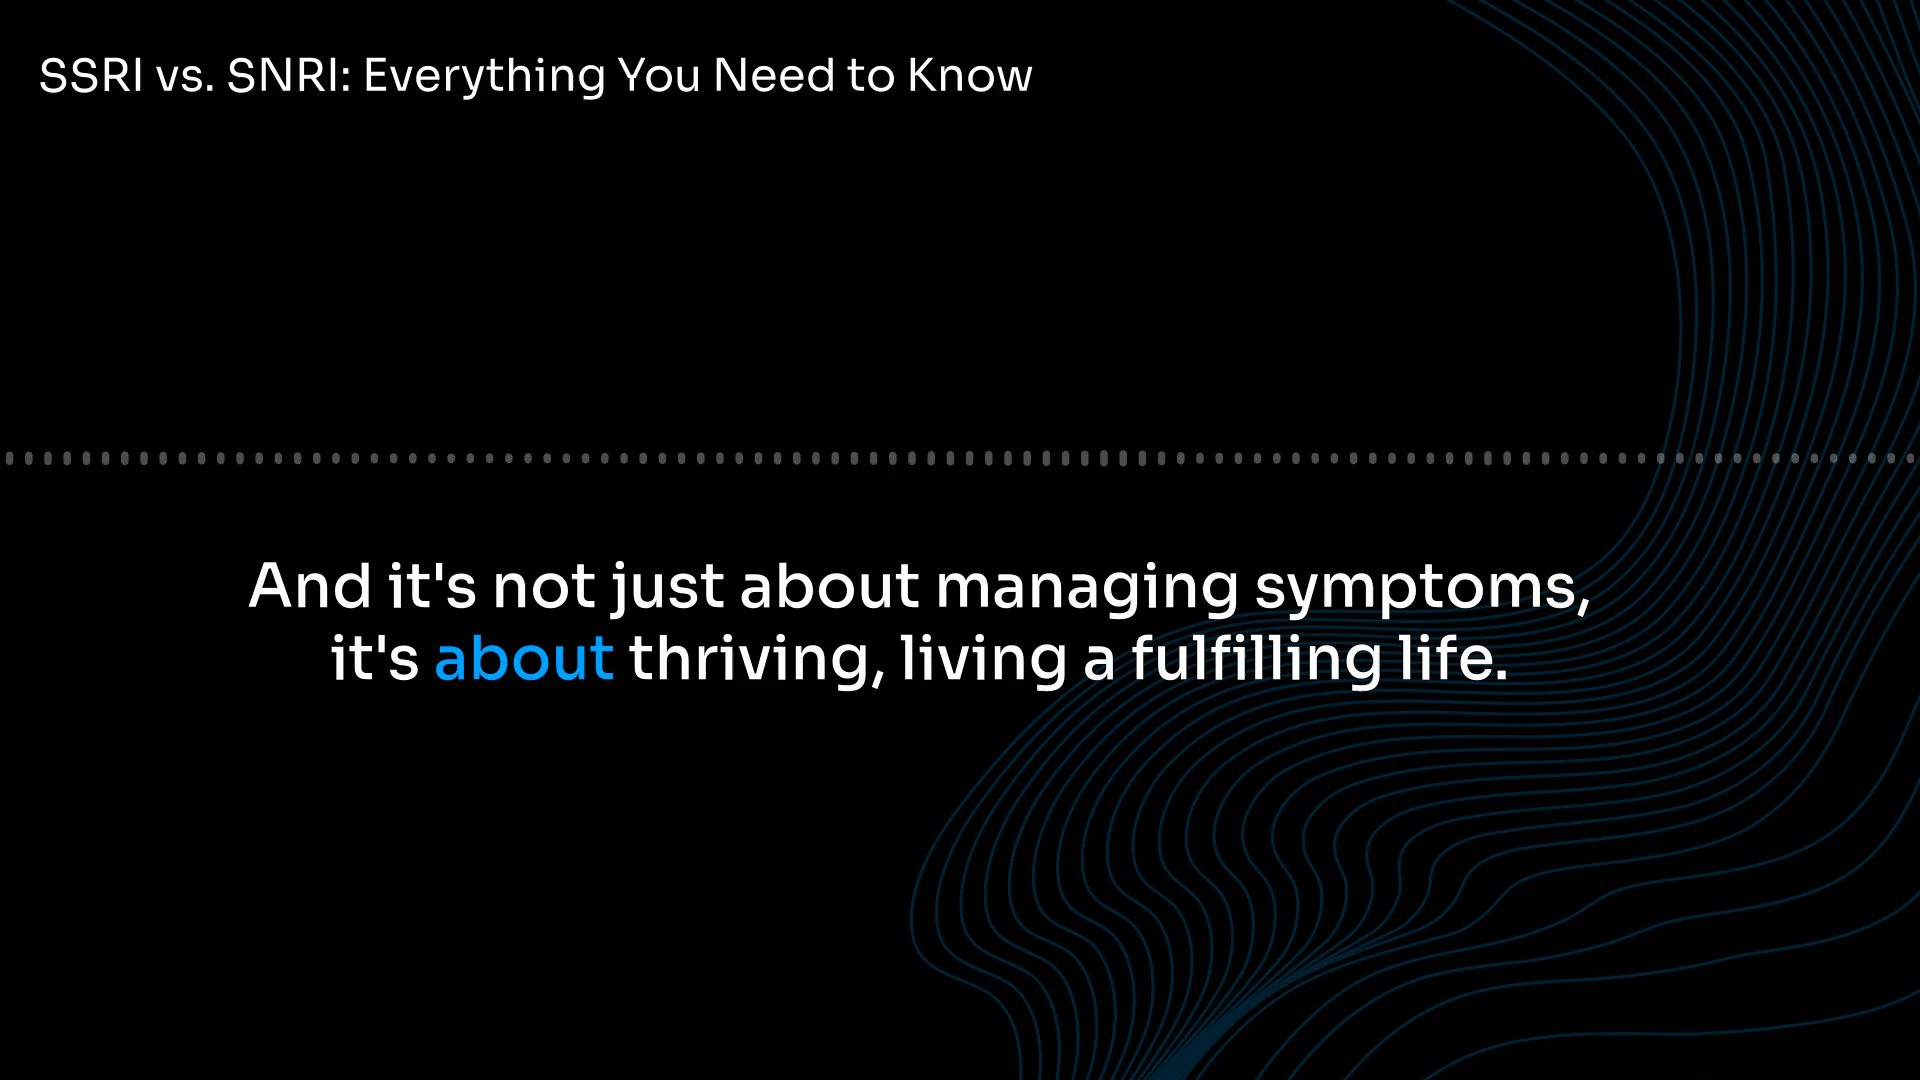 SSRI vs. SNRI: Everything You Need to Know
And it's not just about managing symptoms,
it's about thriving, living a fulfilling life.